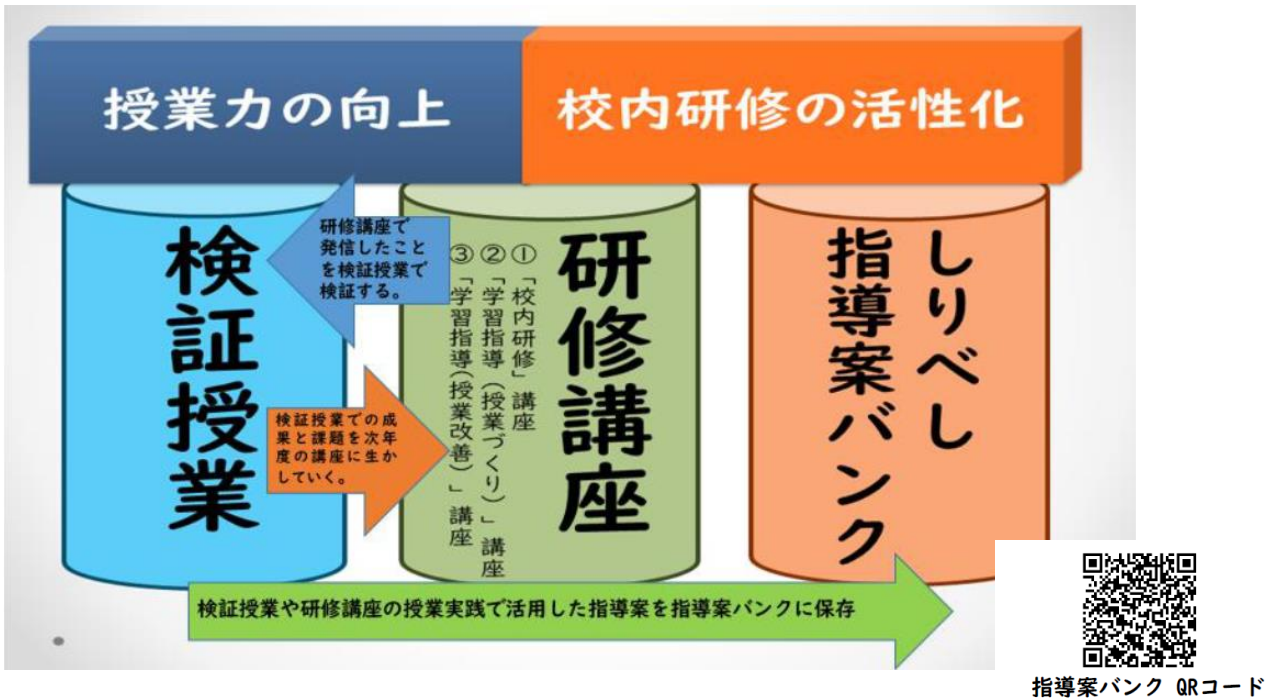 授業力の向上
校内研修の活性化
検証授業
研修講座で
発信したこと
を検証授業で
検証する。
検証授業での成
果と課題を次年
度の講座に生か
していく。
研修講座
①「校内研修」講座
②「学習指導（授業づくり）」講座
③「学習指導（授業改善）」講座
しりべし
指導案バンク
検証授業や研修講座の授業実践で活用した指導案を指導案バンクに保存
指導案バンク QRコード